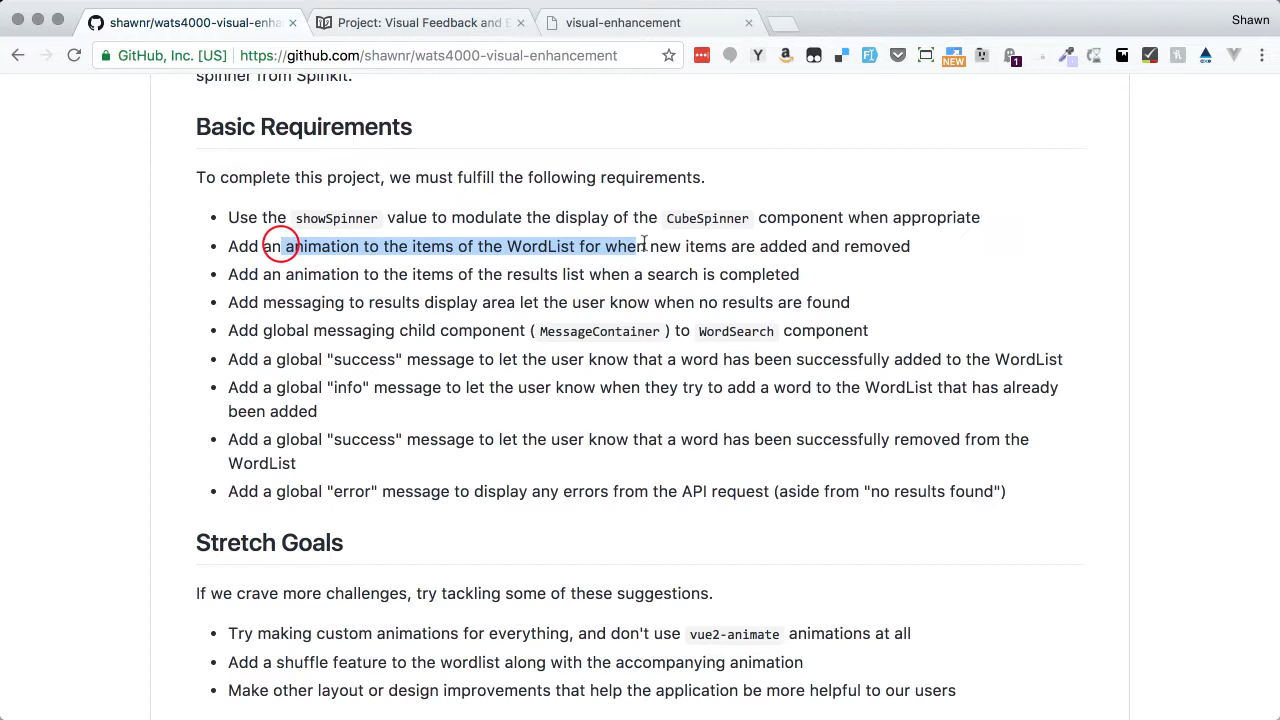 shawnr/wats4000-visual-enha
Project: Visual Feedback and E
visual-enhancement
Shawn
GitHub, Inc. [US]
https://github.com/shawnr/wats4000-visual-enhancement
NEW
1
spinner from Spinkit.
Basic Requirements
To complete this project, we must fulfill the following requirements.
• Use the showSpinner value to modulate the display of the CubeSpinner component when appropriate
• Add an animation to the items of the WordList for when new items are added and removed
• Add an animation to the items of the results list when a search is completed
• Add messaging to results display area let the user know when no results are found
• Add global messaging child component ( MessageContainer ) to WordSearch component
• Add a global "success" message to let the user know that a word has been successfully added to the WordList
• Add a global "info" message to let the user know when they try to add a word to the WordList that has already
been added
• Add a global "success" message to let the user know that a word has been successfully removed from the
WordList
• Add a global "error" message to display any errors from the API request (aside from "no results found")
Stretch Goals
If we crave more challenges, try tackling some of these suggestions.
• Try making custom animations for everything, and don't use vue2-animate animations at all
• Add a shuffle feature to the wordlist along with the accompanying animation
• Make other layout or design improvements that help the application be more helpful to our users